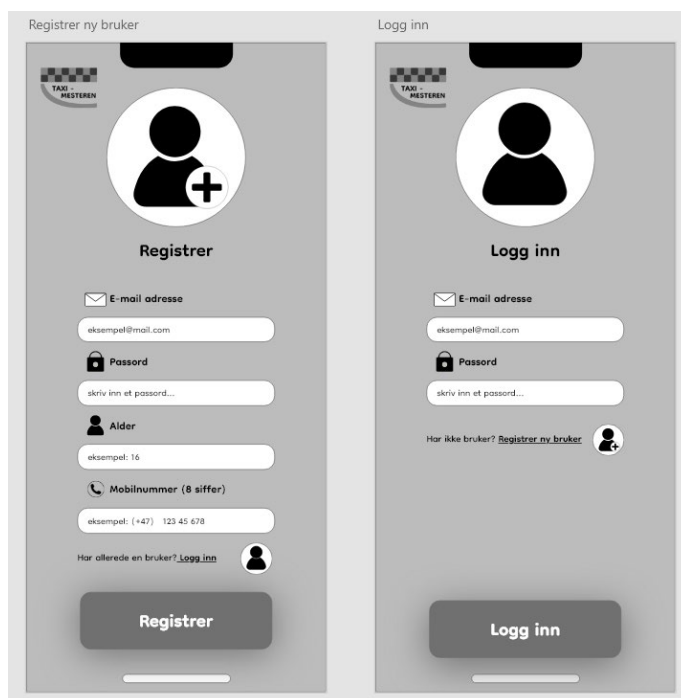 Registrer ny bruker
TAXI -
MESTEREN
Registrer
E-mail adresse
eksempel@mail.com
Passord
skriv inn et passord...
Alder
eksempel: 16
Mobilnummer (8 siffer)
eksempel: (+47) 123 45 678
Har allerede en bruker? Logg inn
Registrer
Logg inn
TAXI -
MESTEREN
Logg inn
E-mail adresse
eksempel@mail.com
Passord
skriv inn et passord...
Har ikke bruker? Registrer ny bruker
Logg inn